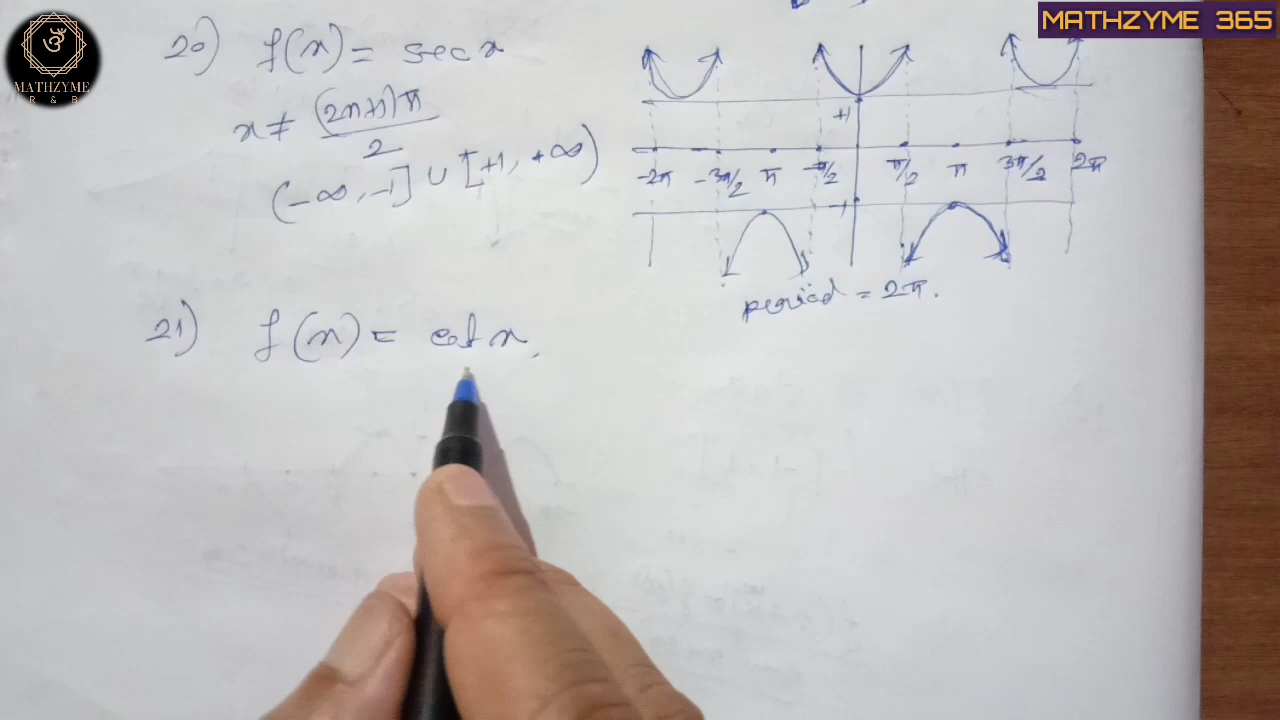 MATHZYME 365
ॐ
MATHZYME
R & B
20) f(x) = sec x
x ≠ (2n+1)π / 2
(-∞, -1] ∪ [+1, +∞)
+1
-2π -3π/2 π -π/2 π/2 π 3π/2 2π
-1
period = 2π.
21) f(x) = cot x.